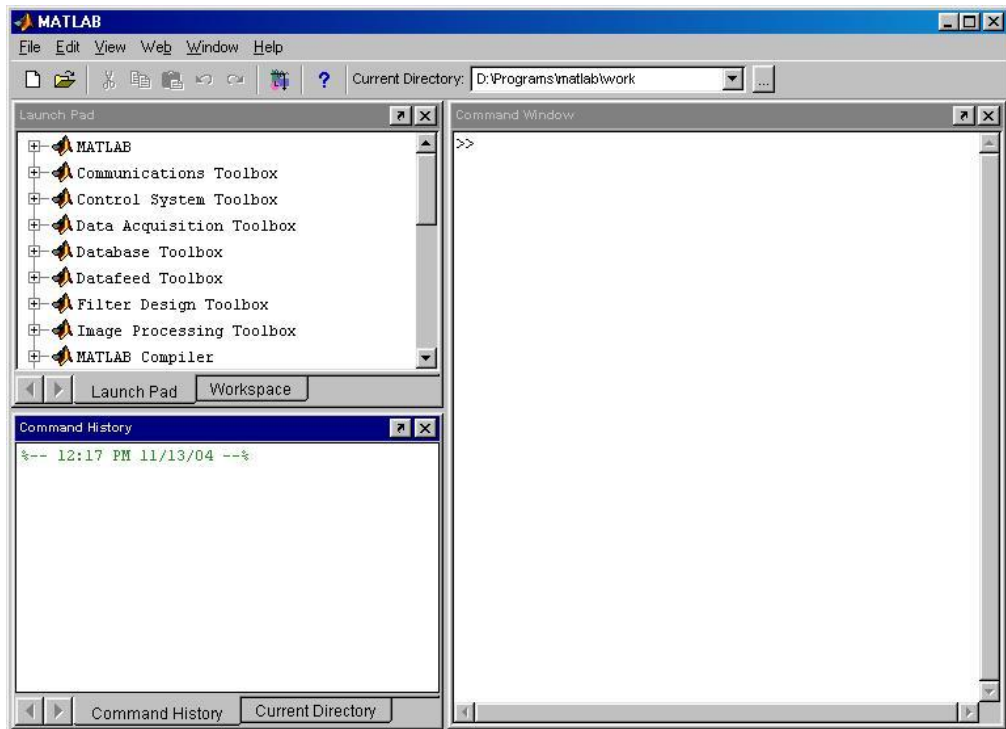 MATLAB
File Edit View Web Window Help
? Current Directory: D:\Programs\matlab\work ...
Launch Pad
MATLAB
Communications Toolbox
Control System Toolbox
Data Acquisition Toolbox
Database Toolbox
Datafeed Toolbox
Filter Design Toolbox
Image Processing Toolbox
MATLAB Compiler
Launch Pad Workspace
Command History
%-- 12:17 PM 11/13/04 --%
Command History Current Directory
Command Window
>>